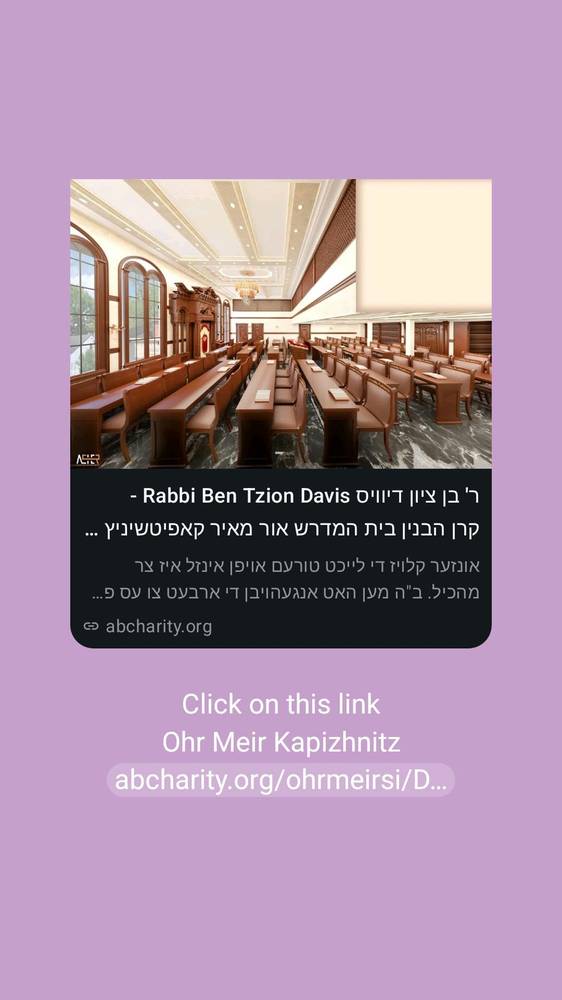 AETER
ר' בן ציון דיוויס Rabbi Ben Tzion Davis -
קרן הבנין בית המדרש אור מאיר קאפיטשיניץ ...
אונזער קלויז די לייכט טורעם אויפן אינזל איז צר
מהכיל. ב"ה מען האט אנגעהויבן די ארבעט צו עס פ...
abcharity.org
Click on this link
Ohr Meir Kapizhnitz
abcharity.org/ohrmeirsi/D...